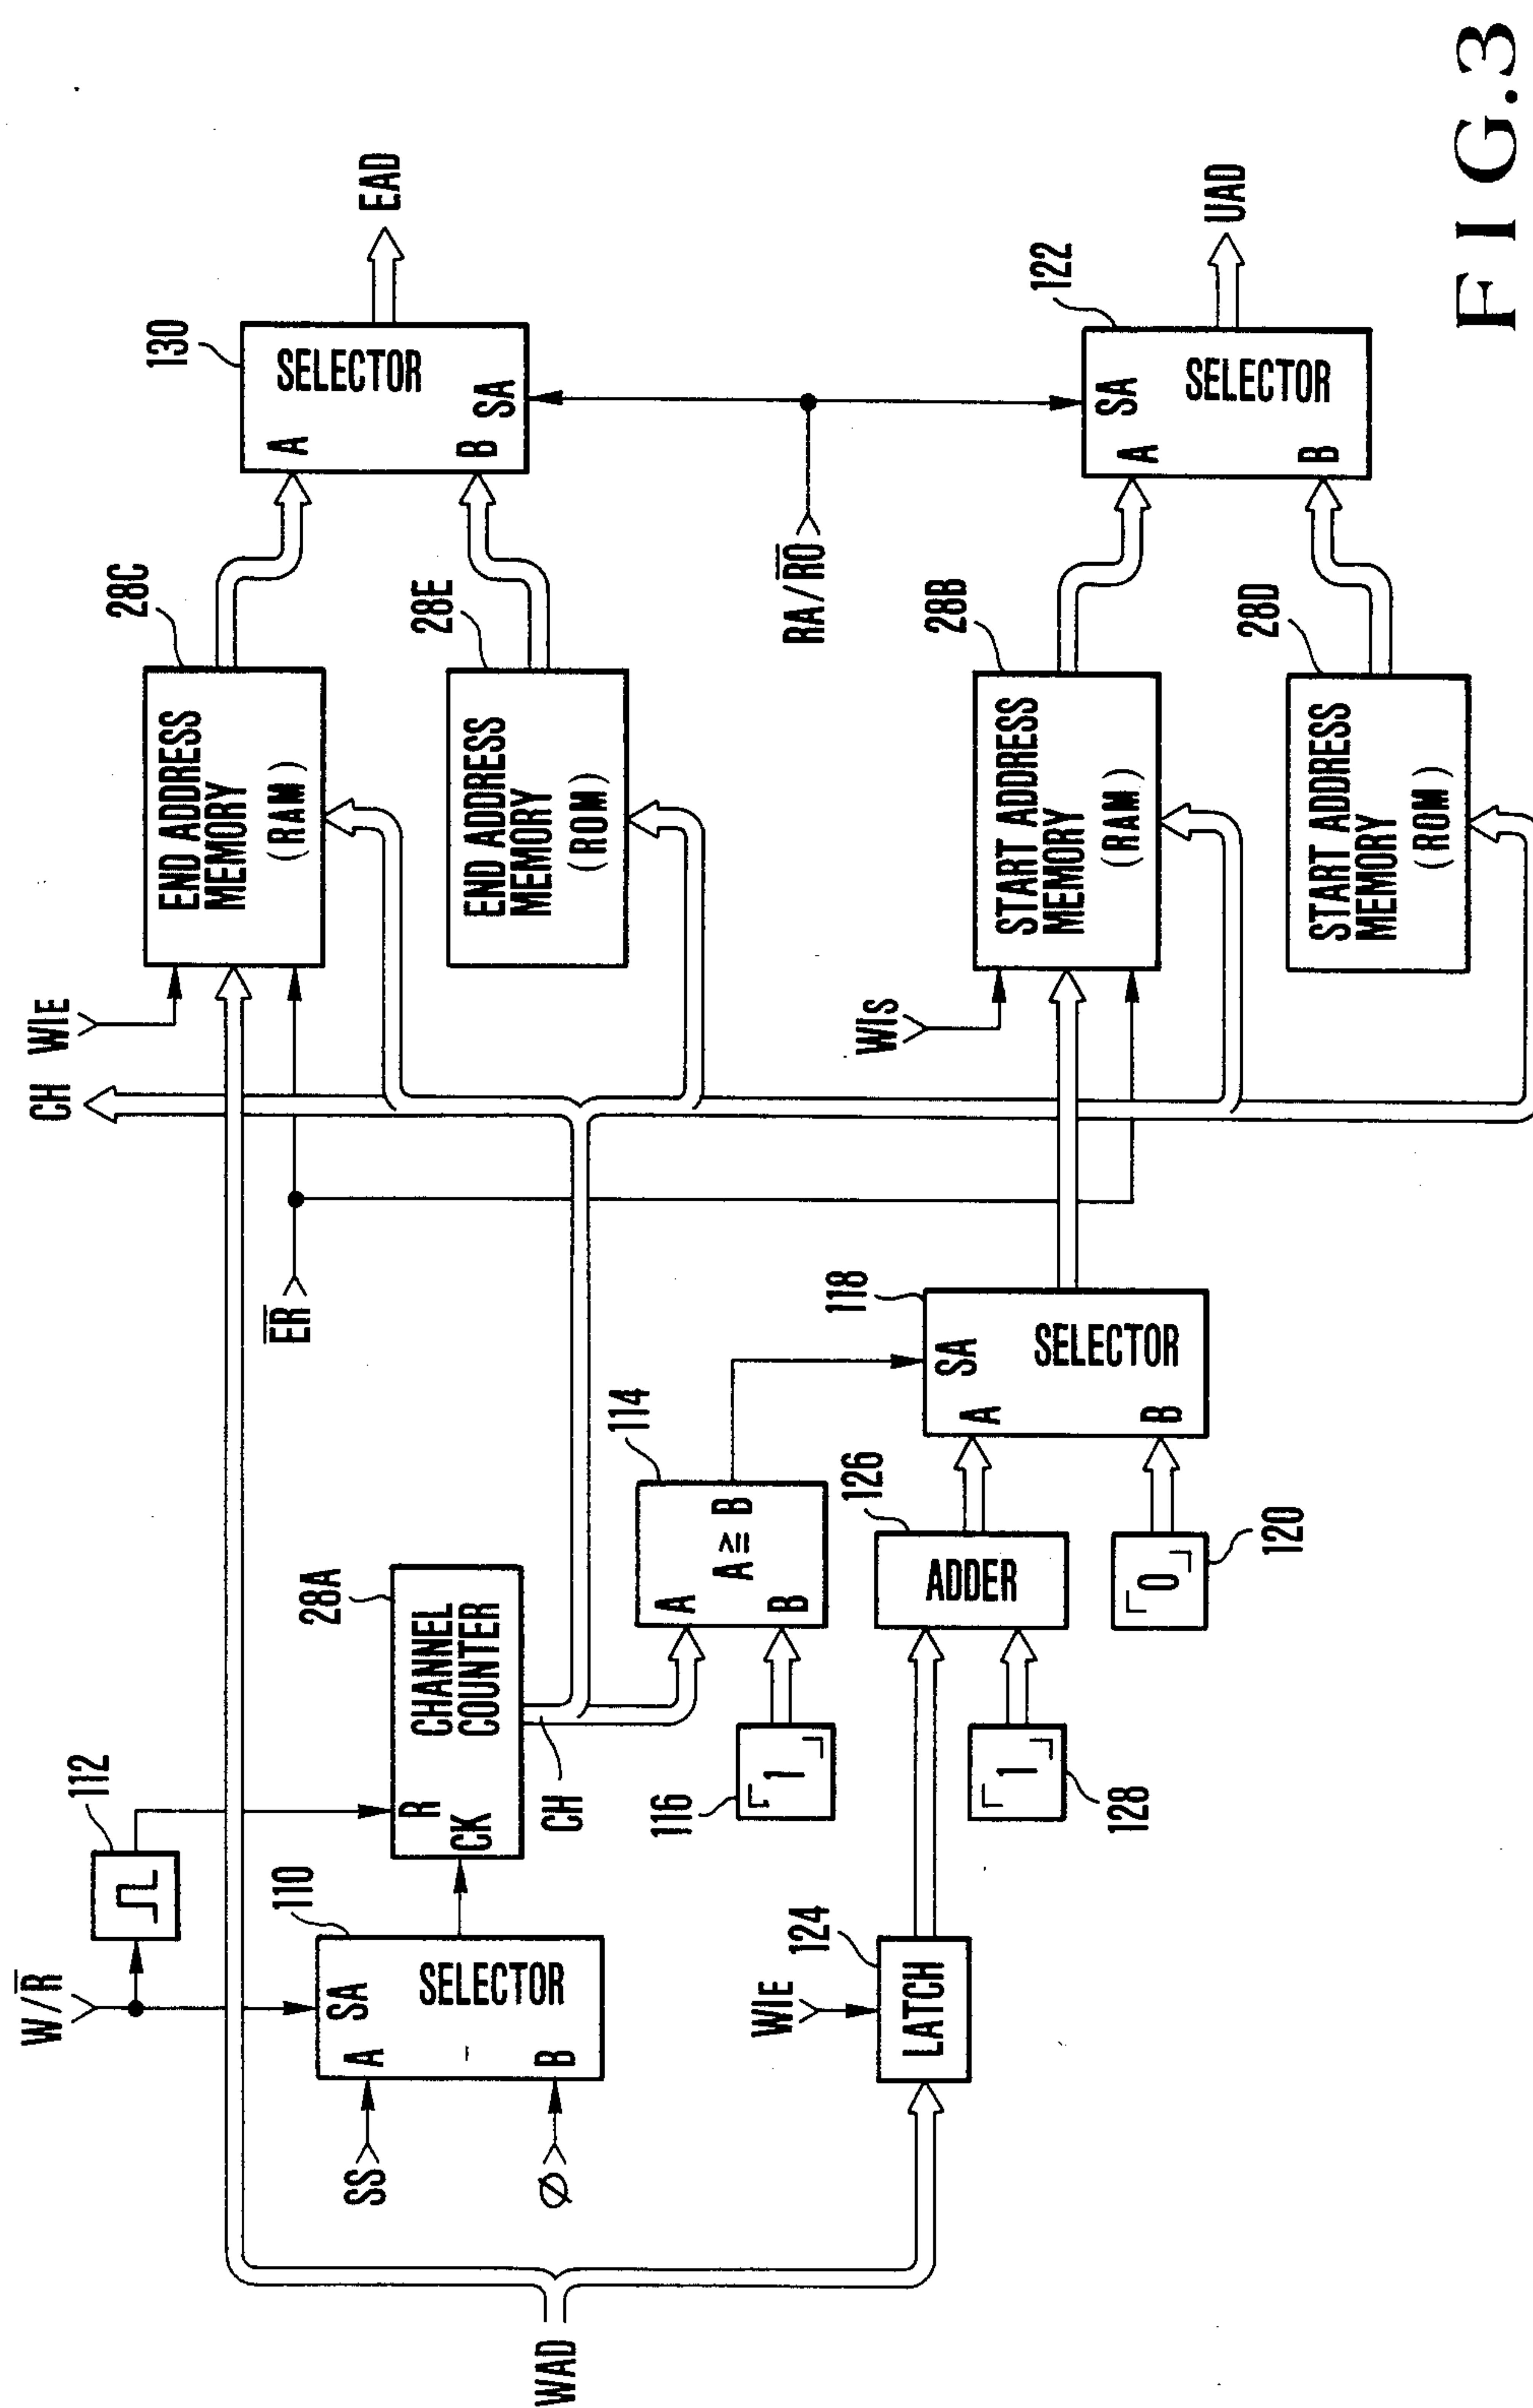 W/R̅
112
CH
WIE
28C
130
END ADDRESS
MEMORY
(RAM)
A
SELECTOR
B
SA
EAD
SS
Ø
A
SA
B
SELECTOR
110
R
CK
CHANNEL
COUNTER
28A
CH
E̅R̅
28E
END ADDRESS
MEMORY
(ROM)
WAD
116
1
A
B
A≧B
114
RA/R̅O̅
WIE
124
LATCH
ADDER
126
1
128
0
120
118
SA
A
SELECTOR
B
WIS
28B
START ADDRESS
MEMORY
(RAM)
28D
START ADDRESS
MEMORY
(ROM)
122
SA
A
SELECTOR
B
UAD
FIG.3